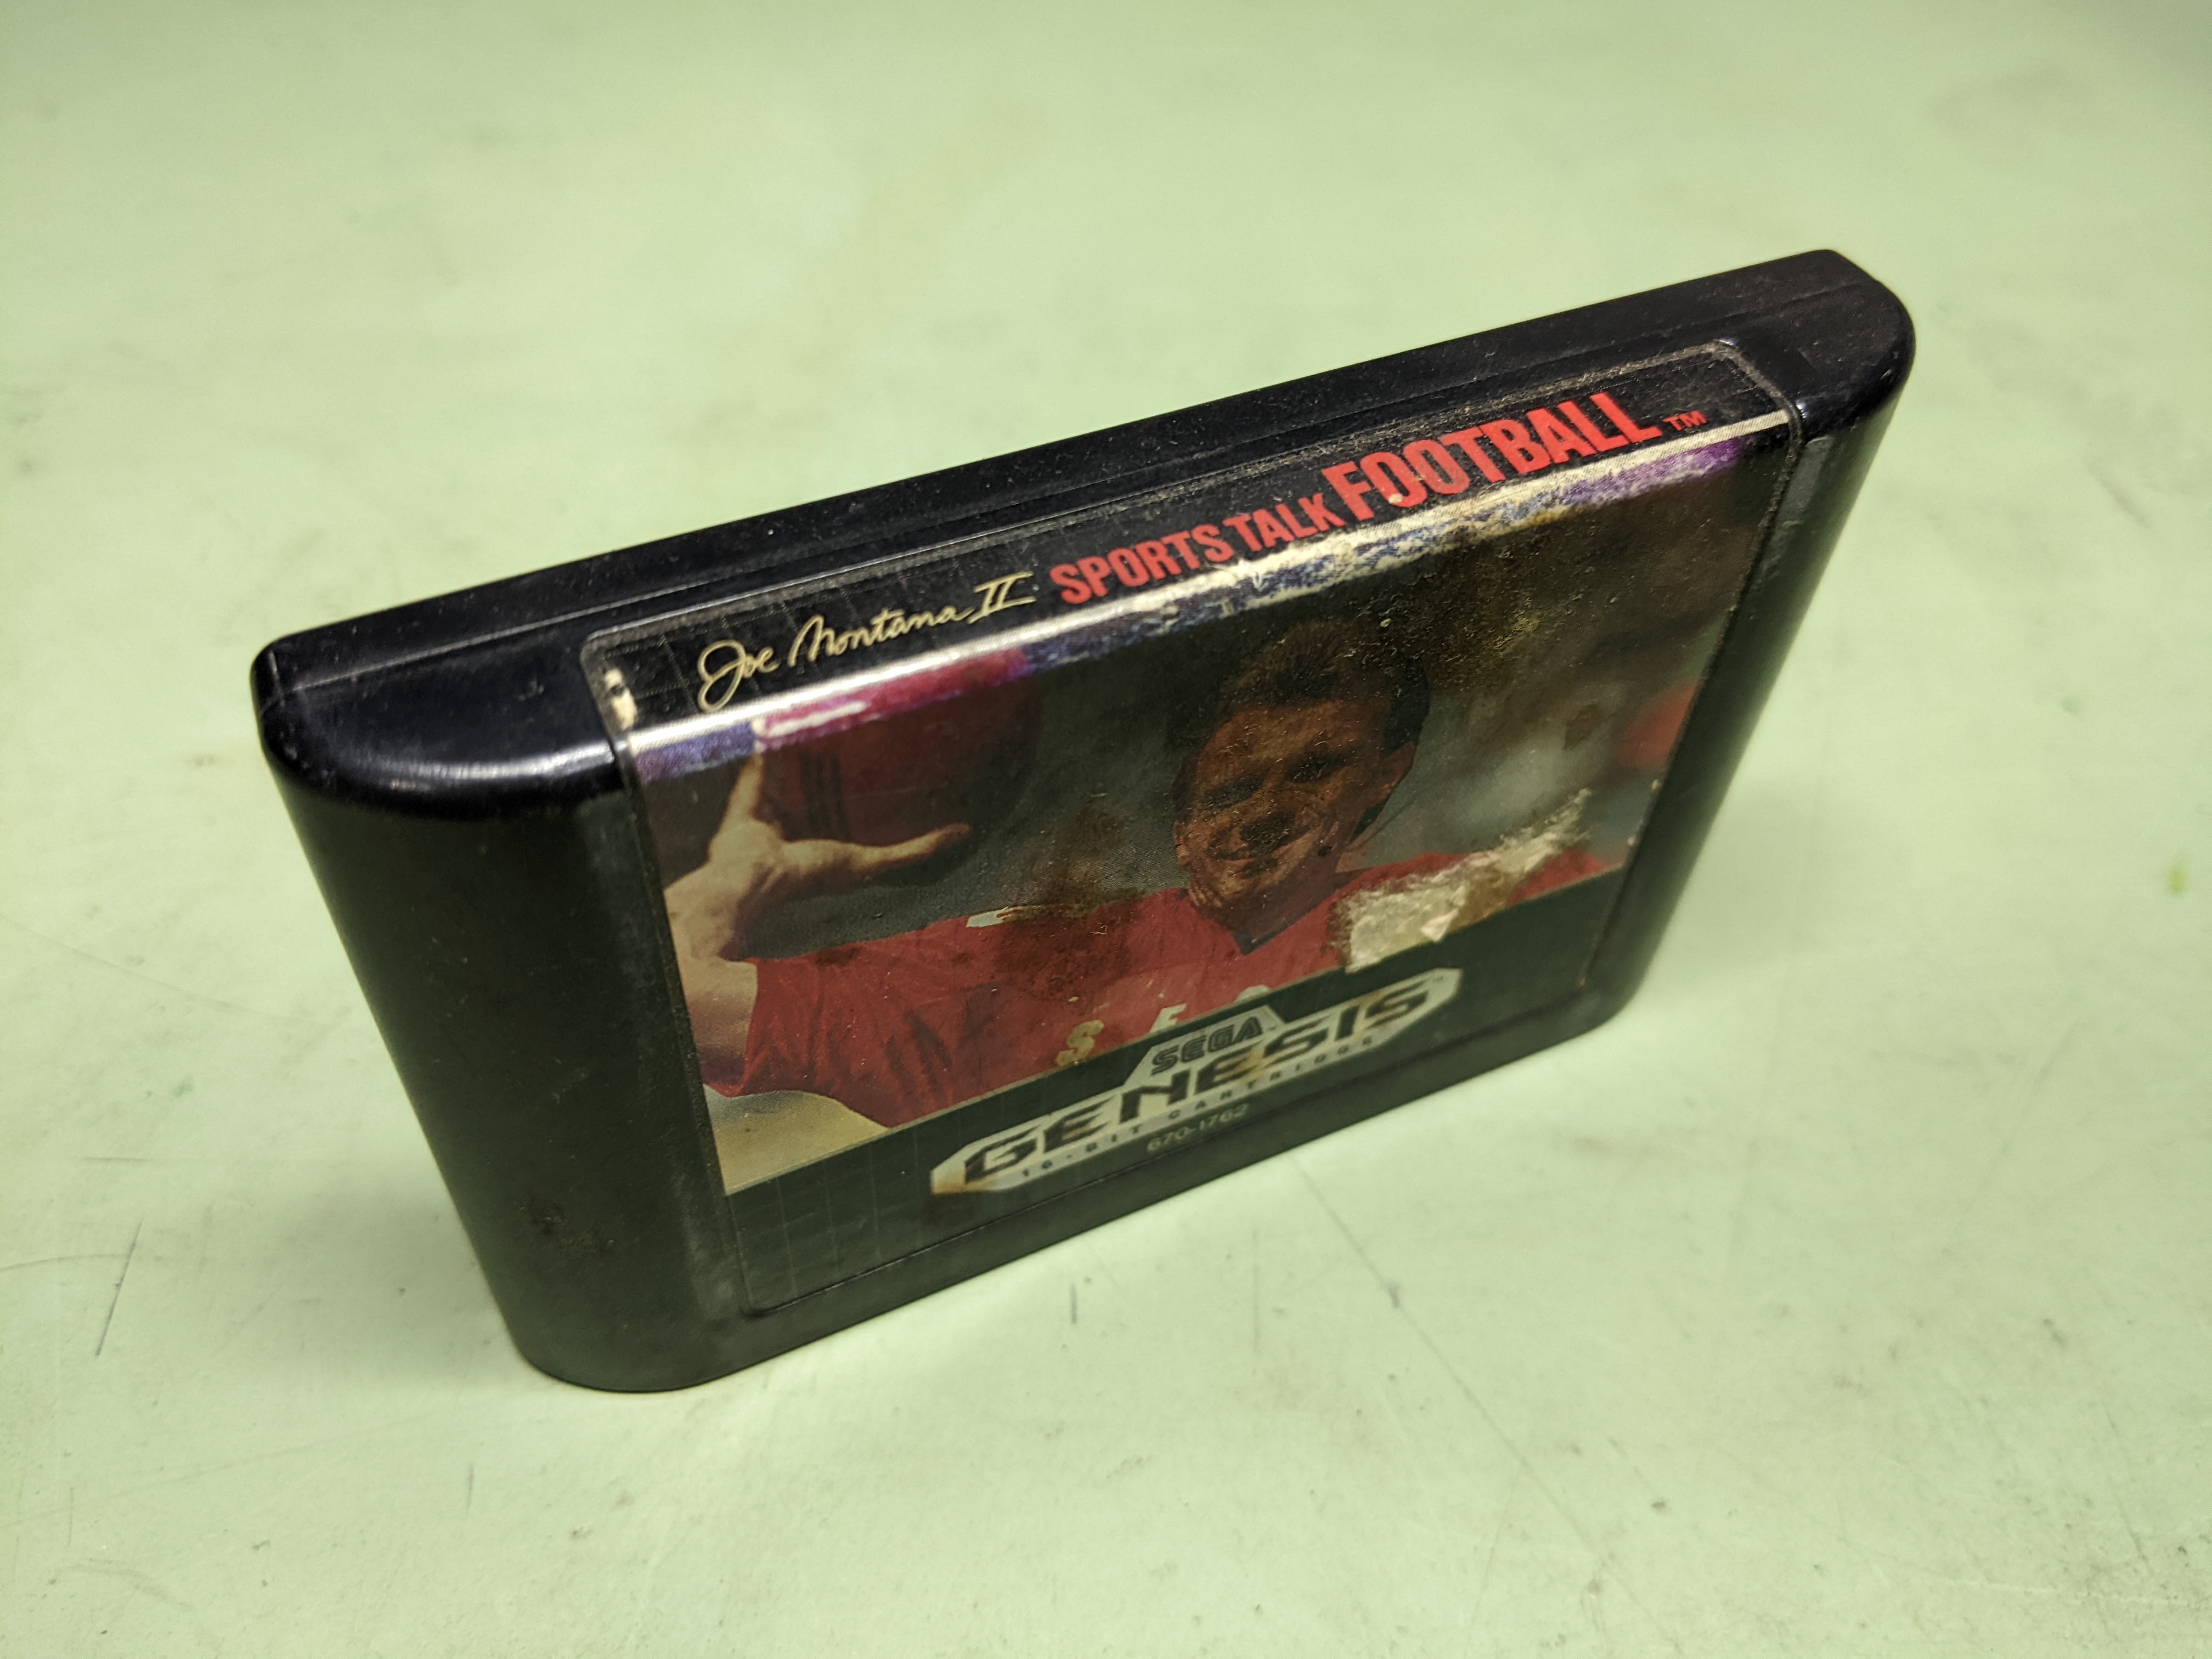 Joe Montana II SPORTS TALK FOOTBALL™
S E G
SEGA
GENESIS
16-BIT CARTRIDGE
670-1762